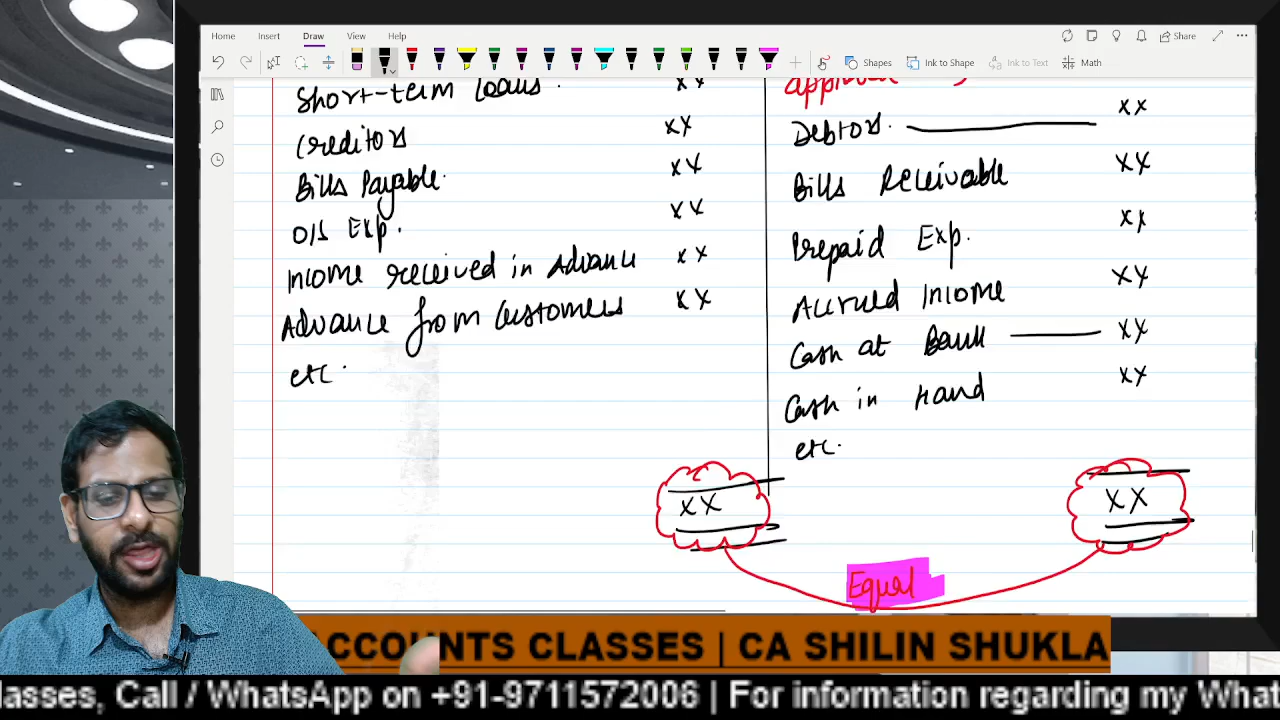 Home Insert Draw View Help
Share
Shapes Ink to Shape Ink to Text Math
Short-term loans. XX
Creditors XX
Bills Payable. XX
O/S Exp. XX
Income received in Advance XX
Advance from Customers XX
etc.
XX
Debtors. XX
Bills Receivable XX
Prepaid Exp. XX
Accrued Income XX
Cash at Bank XX
Cash in Hand XX
etc.
XX
Equal
ACCOUNTS CLASSES | CA SHILIN SHUKLA
lasses, Call / WhatsApp on +91-9711572006 | For information regarding my What